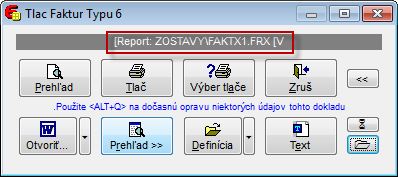 Tlac Faktur Typu 6
[Report: ZOSTAVY\FAKTX1.FRX [V
Prehľad
Tlač
Výber tlače
Zruš
<<
.Použite <ALT+Q> na dočasnú opravu niektorých údajov tohto dokladu
Otvoriť...
Prehľad >>
Definícia
Text